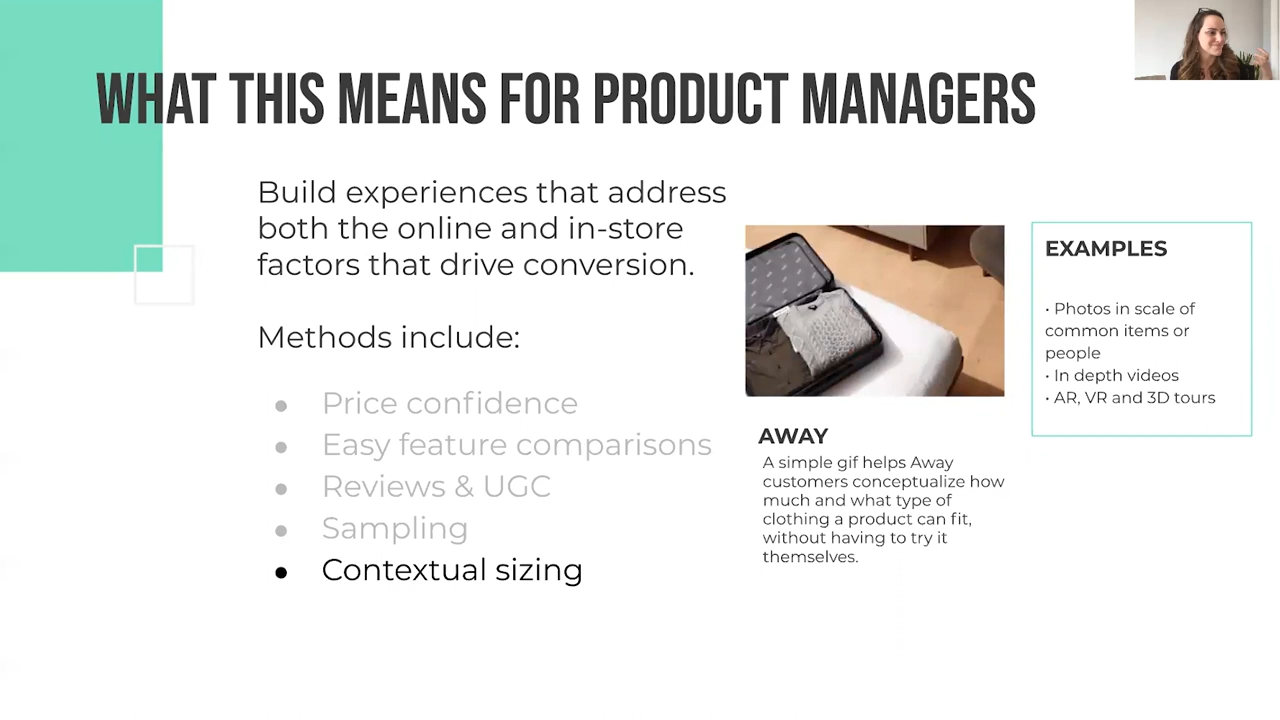 WHAT THIS MEANS FOR PRODUCT MANAGERS
Build experiences that address
both the online and in-store
factors that drive conversion.
Methods include:
● Price confidence
● Easy feature comparisons
● Reviews & UGC
● Sampling
● Contextual sizing
AWAY
A simple gif helps Away
customers conceptualize how
much and what type of
clothing a product can fit,
without having to try it
themselves.
EXAMPLES
• Photos in scale of
common items or
people
• In depth videos
• AR, VR and 3D tours